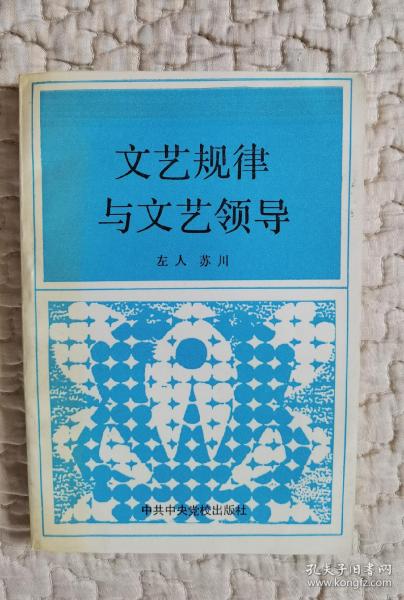 文艺规律
与文艺领导
左人 苏川
中共中央党校出版社
孔夫子旧书网
www.kongfz.com